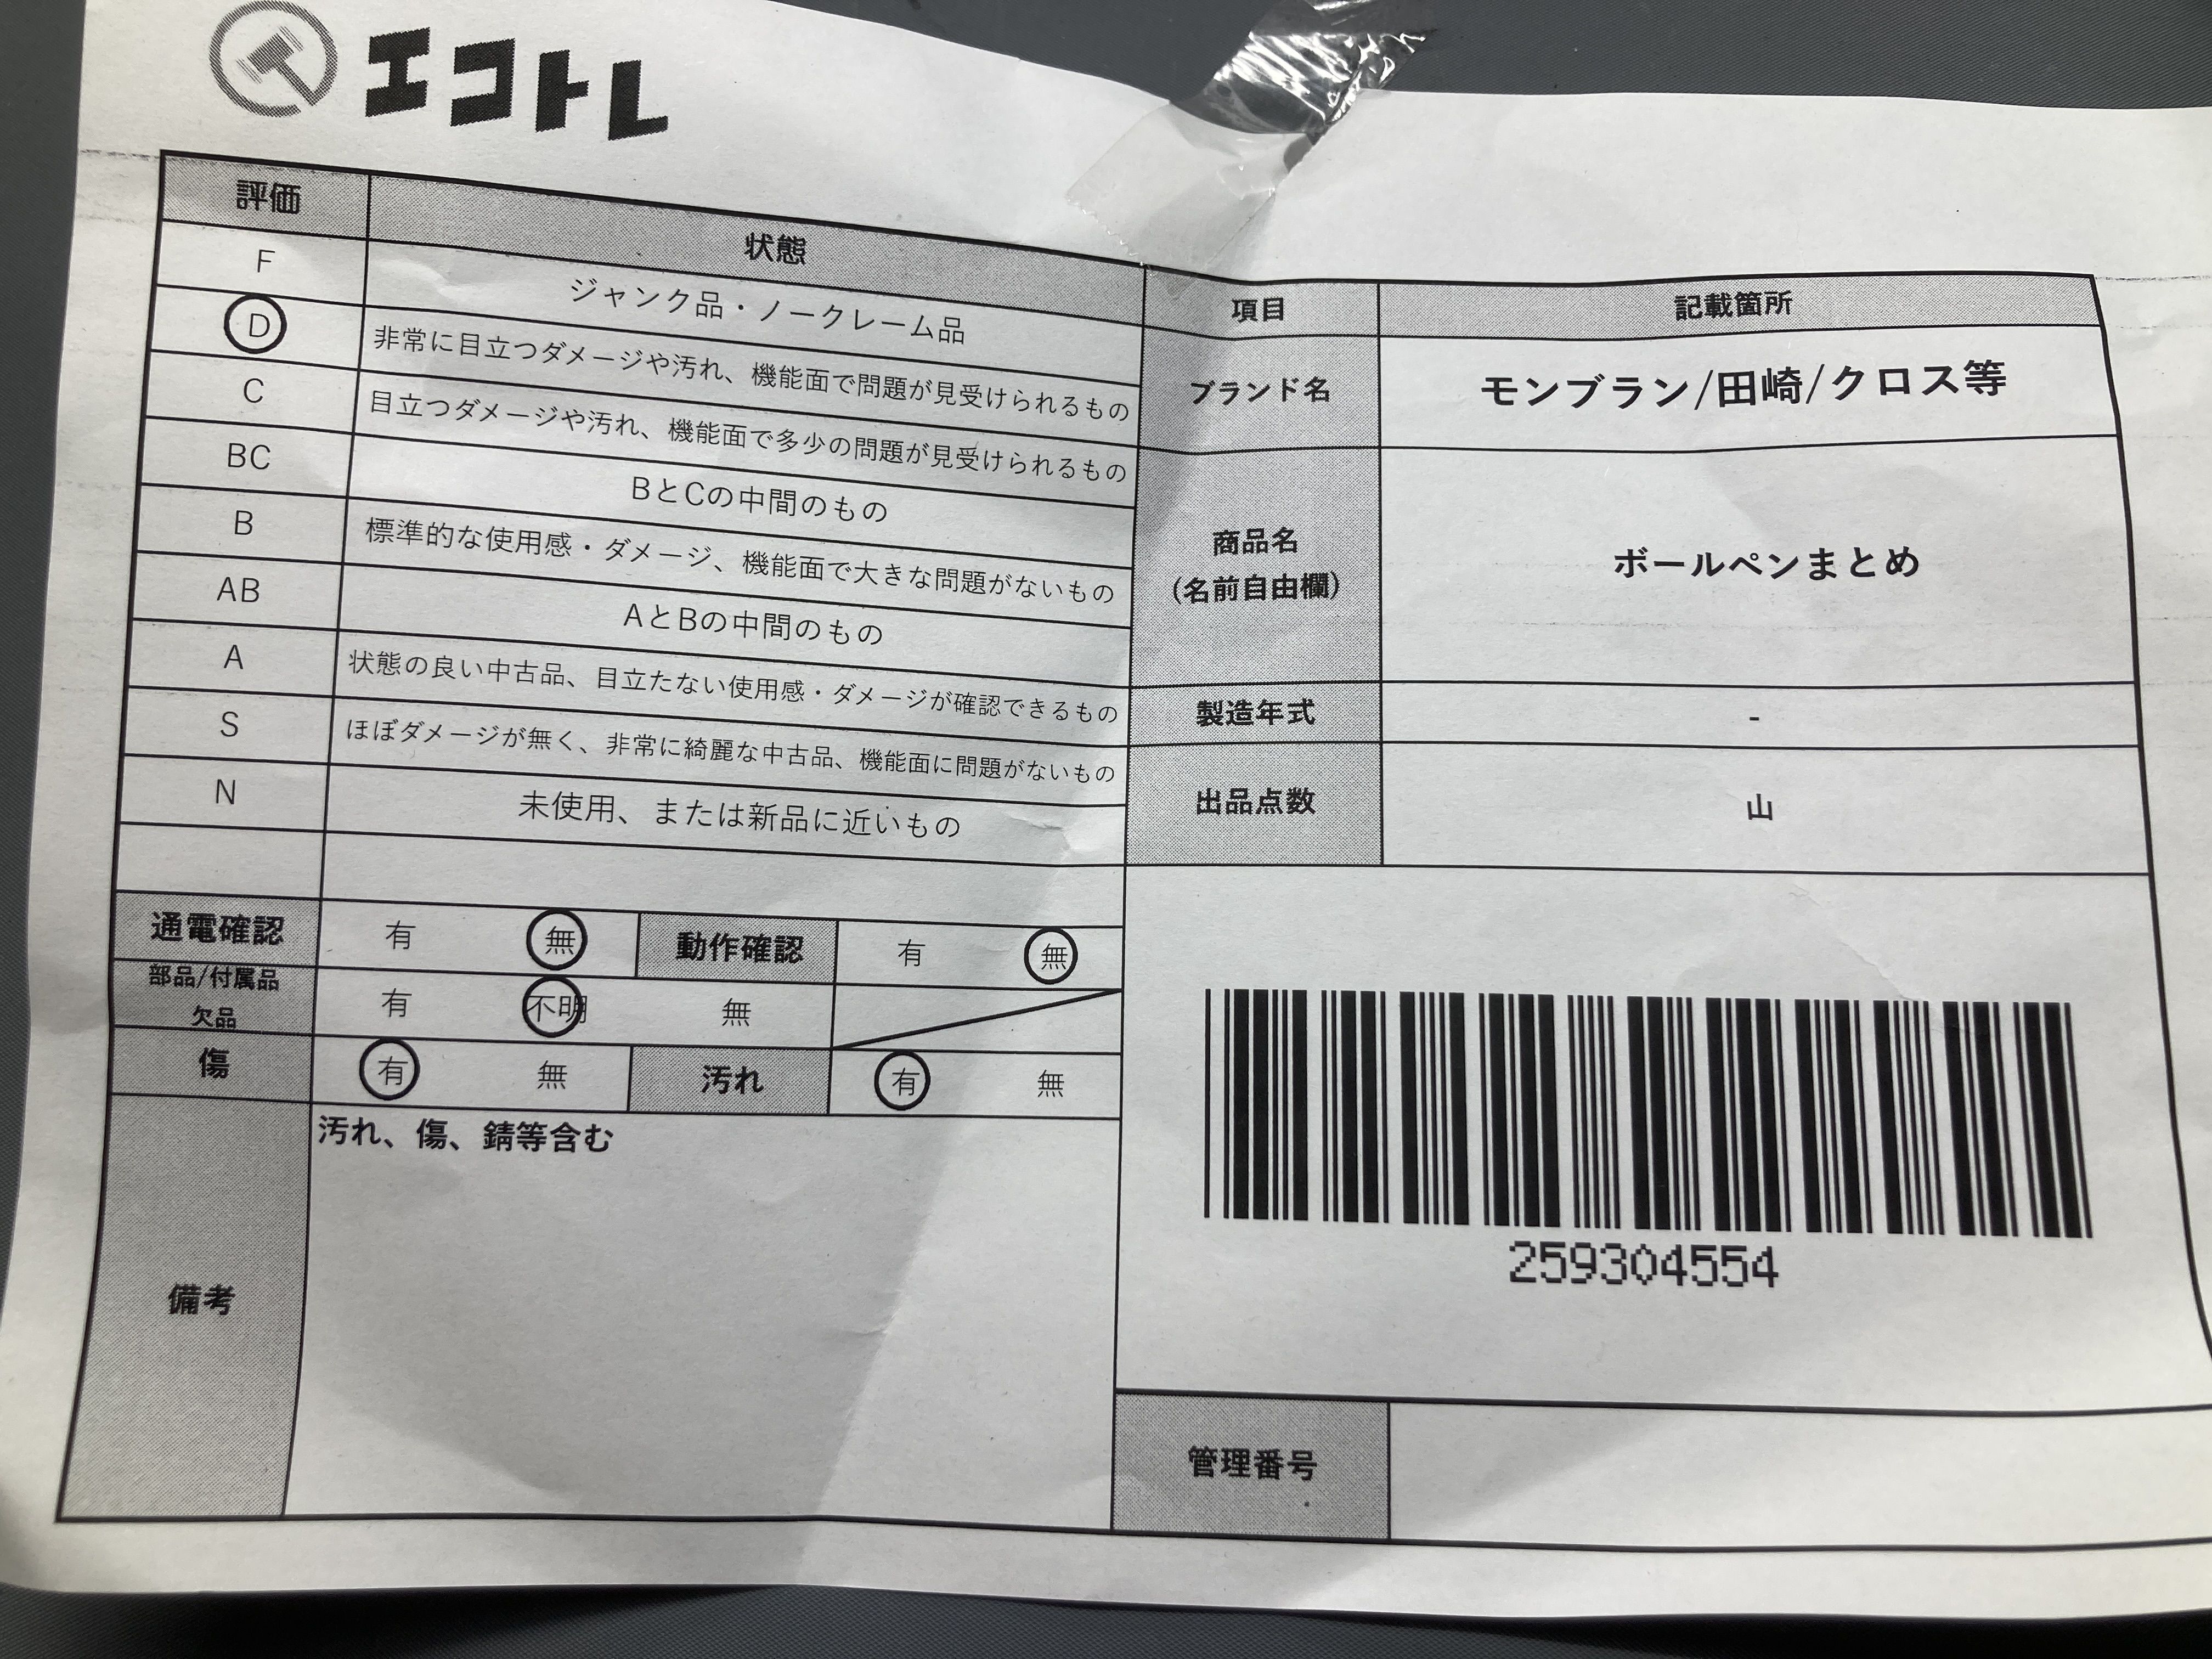 エコトレ
評価 状態
F ジャンク品・ノークレーム品
D 非常に目立つダメージや汚れ、機能面で問題が見受けられるもの
C 目立つダメージや汚れ、機能面で多少の問題が見受けられるもの
BC BとCの中間のもの
B 標準的な使用感・ダメージ、機能面で大きな問題がないもの
AB AとBの中間のもの
A 状態の良い中古品、目立たない使用感・ダメージが確認できるもの
S ほぼダメージが無く、非常に綺麗な中古品、機能面に問題がないもの
N 未使用、または新品に近いもの
通電確認 有 無 動作確認 有 無
部品/付属品
欠品 有 不明 無
傷 有 無 汚れ 有 無
備考 汚れ、傷、錆等含む
項目 記載箇所
ブランド名 モンブラン/田崎/クロス等
商品名
(名前自由欄) ボールペンまとめ
製造年式 -
出品点数 山
259304554
管理番号